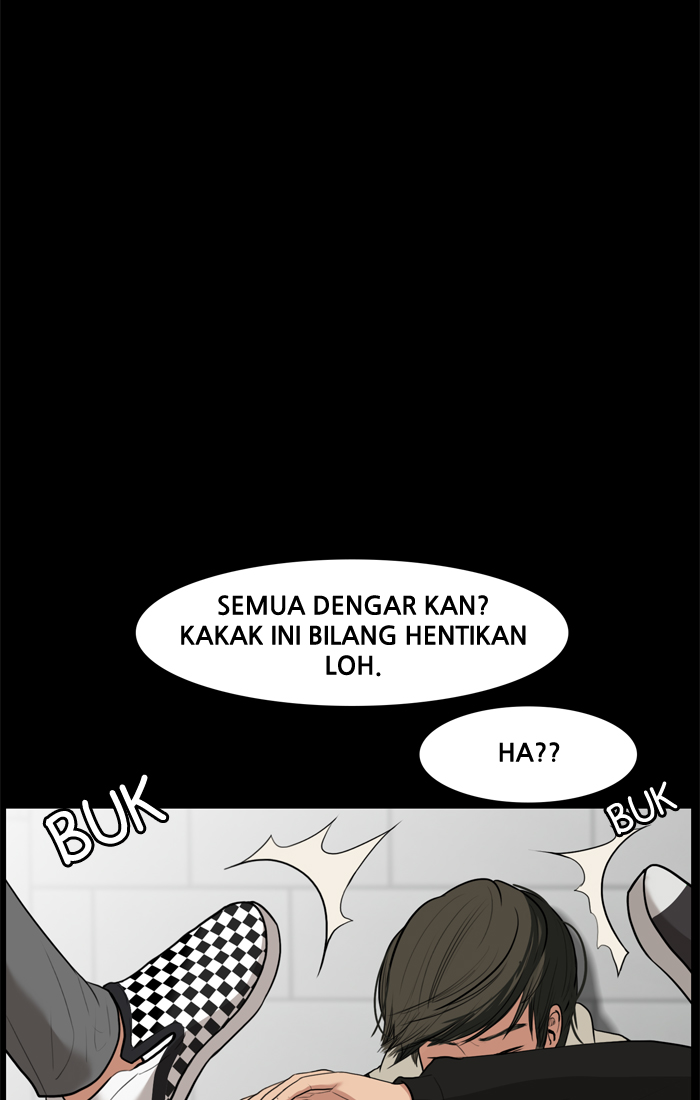 SEMUA DENGAR KAN?
KAKAK INI BILANG HENTIKAN
LOH.
HA??
BUK
BUK